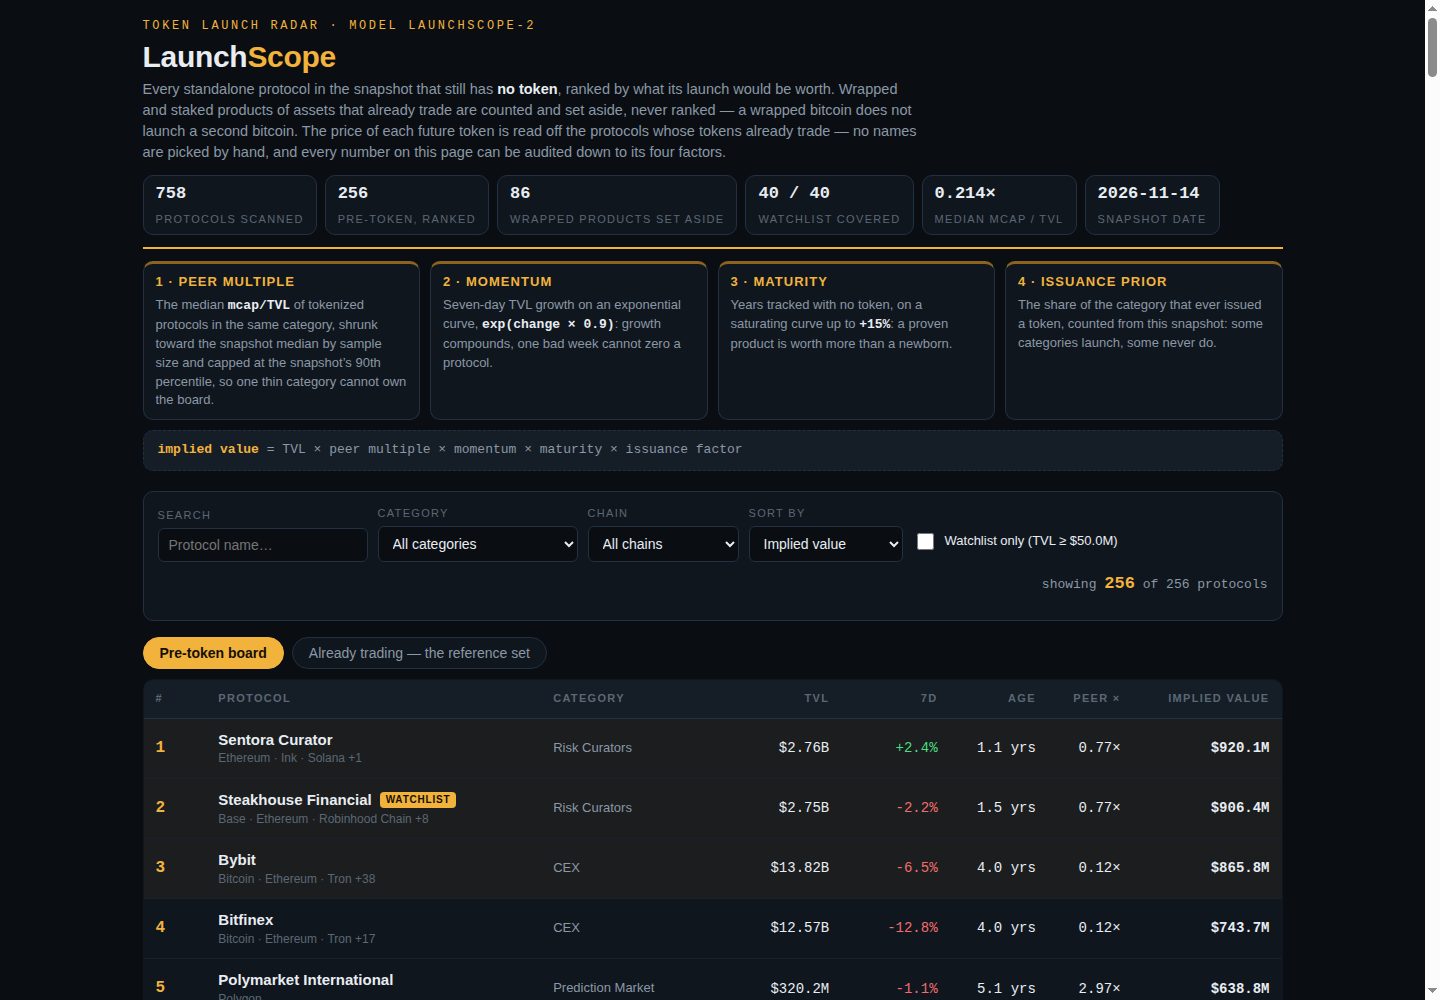 TOKEN LAUNCH RADAR · MODEL LAUNCHSCOPE-2
LaunchScope
Every standalone protocol in the snapshot that still has no token, ranked by what its launch would be worth. Wrapped
and staked products of assets that already trade are counted and set aside, never ranked — a wrapped bitcoin does not
launch a second bitcoin. The price of each future token is read off the protocols whose tokens already trade — no names
are picked by hand, and every number on this page can be audited down to its four factors.
758
PROTOCOLS SCANNED
256
PRE-TOKEN, RANKED
86
WRAPPED PRODUCTS SET ASIDE
40 / 40
WATCHLIST COVERED
0.214×
MEDIAN MCAP / TVL
2026-11-14
SNAPSHOT DATE
1 · PEER MULTIPLE
The median mcap/TVL of tokenized
protocols in the same category, shrunk
toward the snapshot median by sample
size and capped at the snapshot’s 90th
percentile, so one thin category cannot own
the board.
2 · MOMENTUM
Seven-day TVL growth on an exponential
curve, exp(change × 0.9): growth
compounds, one bad week cannot zero a
protocol.
3 · MATURITY
Years tracked with no token, on a
saturating curve up to +15%: a proven
product is worth more than a newborn.
4 · ISSUANCE PRIOR
The share of the category that ever issued
a token, counted from this snapshot: some
categories launch, some never do.
implied value = TVL × peer multiple × momentum × maturity × issuance factor
SEARCH
Protocol name…
CATEGORY
All categories
CHAIN
All chains
SORT BY
Implied value
Watchlist only (TVL ≥ $50.0M)
showing 256 of 256 protocols
Pre-token board
Already trading — the reference set
# PROTOCOL CATEGORY TVL 7D AGE PEER × IMPLIED VALUE
1 Sentora Curator Risk Curators $2.76B +2.4% 1.1 yrs 0.77× $920.1M
Ethereum · Ink · Solana +1
2 Steakhouse Financial WATCHLIST Risk Curators $2.75B -2.2% 1.5 yrs 0.77× $906.4M
Base · Ethereum · Robinhood Chain +8
3 Bybit CEX $13.82B -6.5% 4.0 yrs 0.12× $865.8M
Bitcoin · Ethereum · Tron +38
4 Bitfinex CEX $12.57B -12.8% 4.0 yrs 0.12× $743.7M
Bitcoin · Ethereum · Tron +17
5 Polymarket International Prediction Market $320.2M -1.1% 5.1 yrs 2.97× $638.8M
Polygon